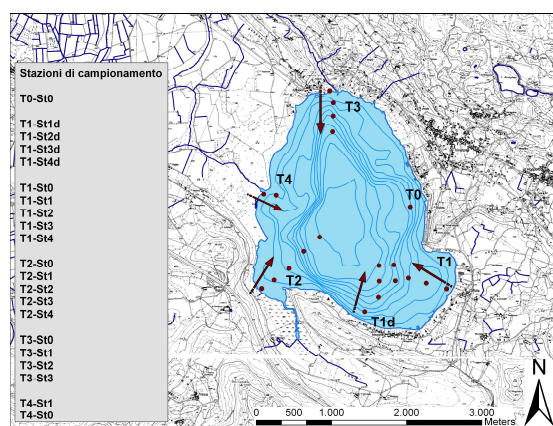 Stazioni di campionamento
T0-St0
T1-St1d
T1-St2d
T1-St3d
T1-St4d
T1-St0
T1-St1
T1-St2
T1-St3
T1-St4
T2-St0
T2-St1
T2-St2
T2-St3
T2-St4
T3-St0
T3-St1
T3-St2
T3-St3
T4-St1
T4-St0
T3
T4
T0
T1
T2
T1d
N
0 500 1.000 2.000 3.000
Meters